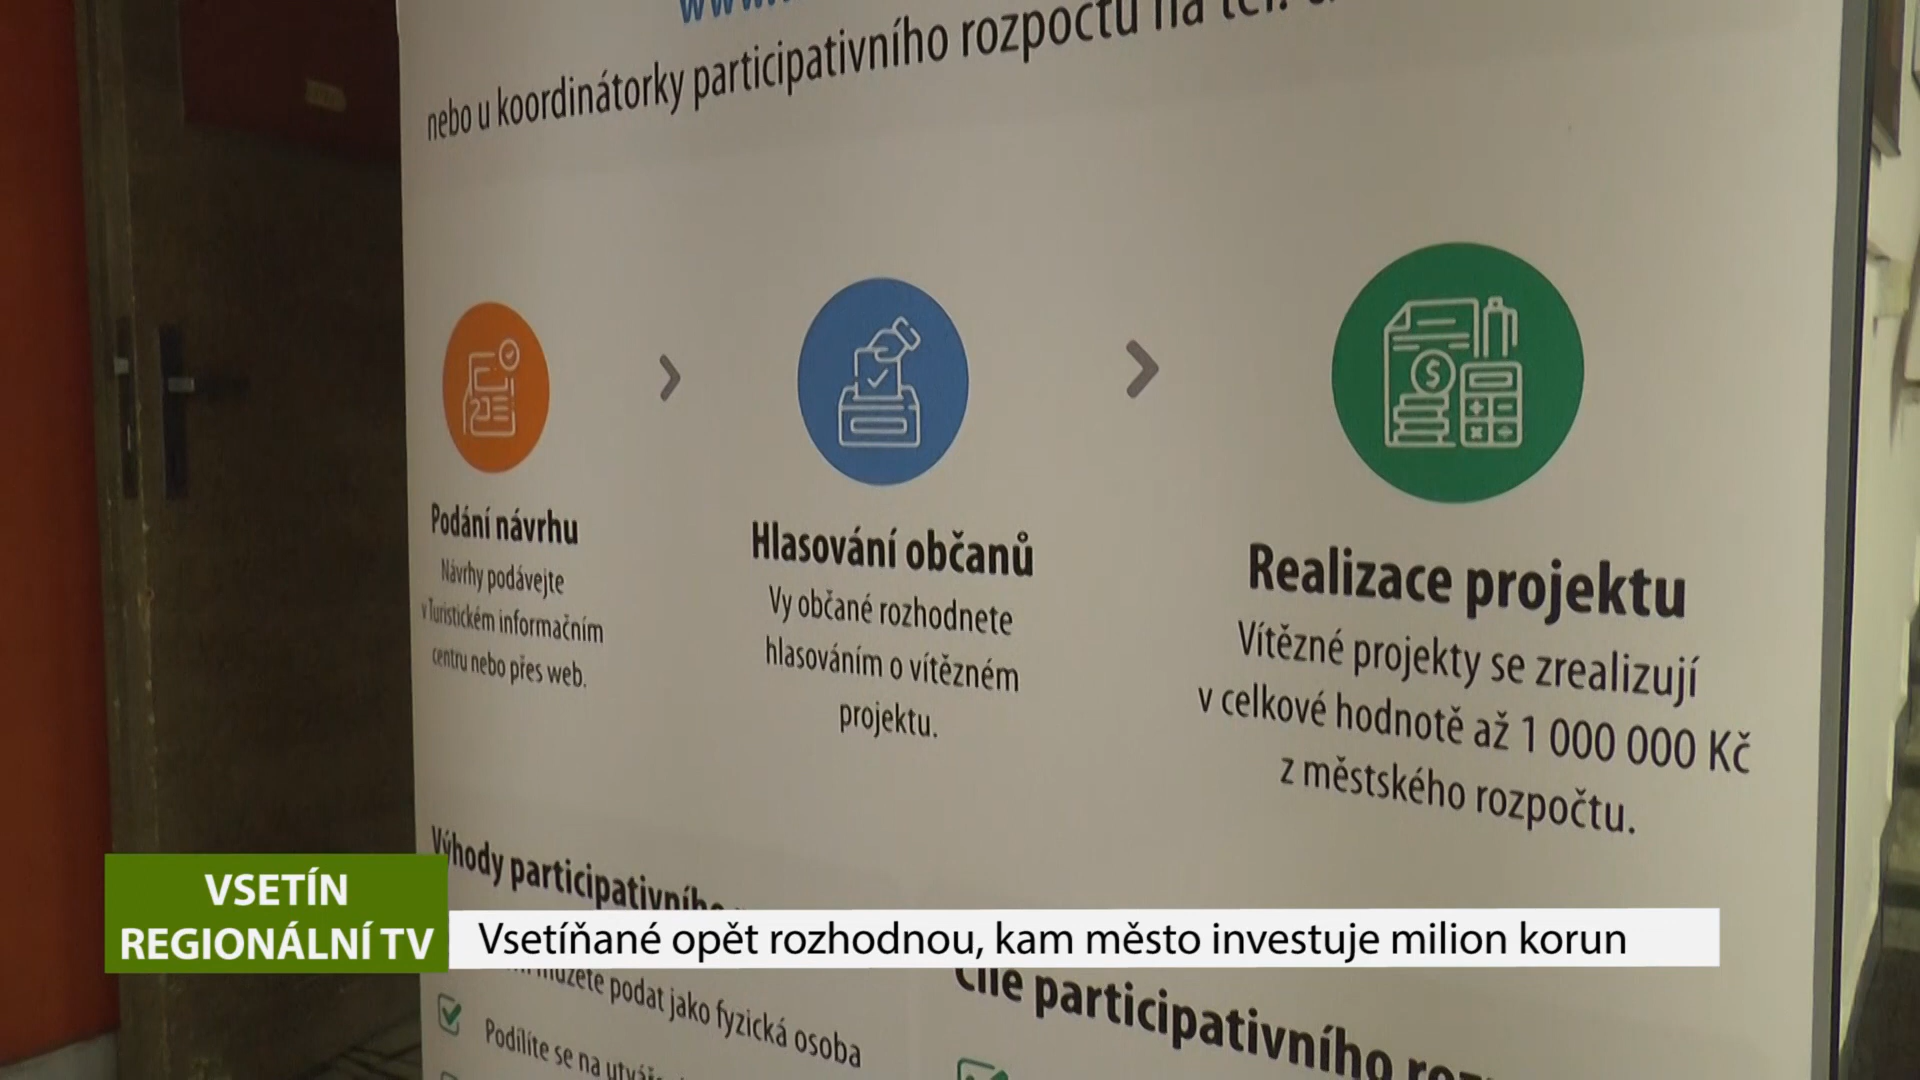 nebo u koordinátorky participativního rozpočtu na tel.
Podání návrhu
Návrhy podávejte
v Turistickém informačním
centru nebo přes web.
Hlasování občanů
Vy občané rozhodnete
hlasováním o vítězném
projektu.
Realizace projektu
Vítězné projekty se zrealizují
v celkové hodnotě až 1 000 000 Kč
z městského rozpočtu.
Výhody participativního
můžete podat jako fyzická osoba
Podílíte se na
Cíle participativního
VSETÍN
REGIONÁLNÍ TV
Vsetíňané opět rozhodnou, kam město investuje milion korun